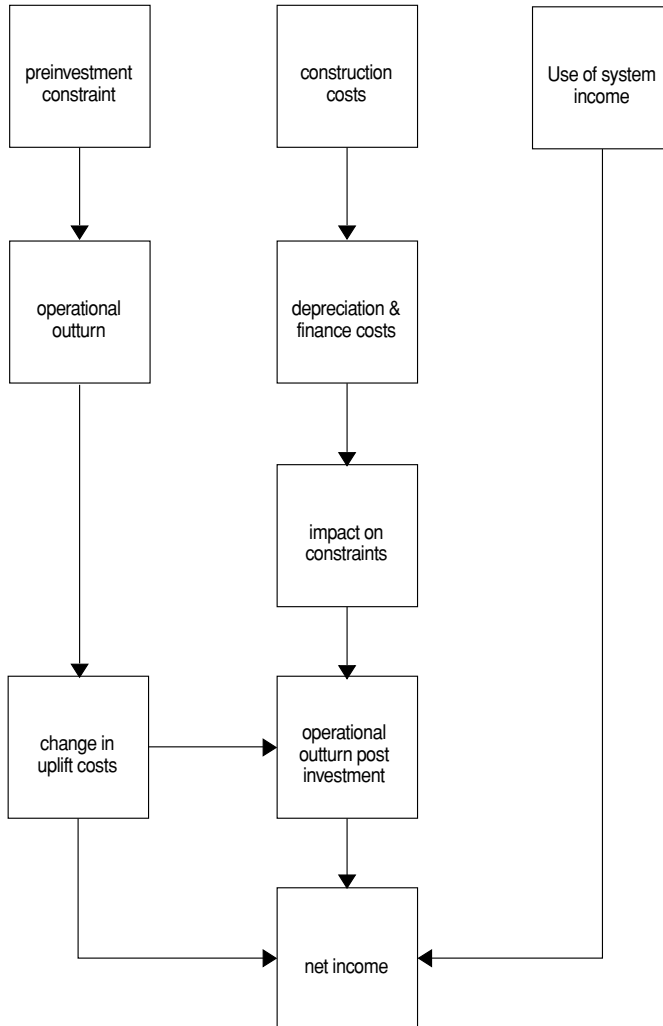 preinvestment
constraint
construction
costs
Use of system
income
operational
outturn
depreciation &
finance costs
impact on
constraints
change in
uplift costs
operational
outturn post
investment
net income